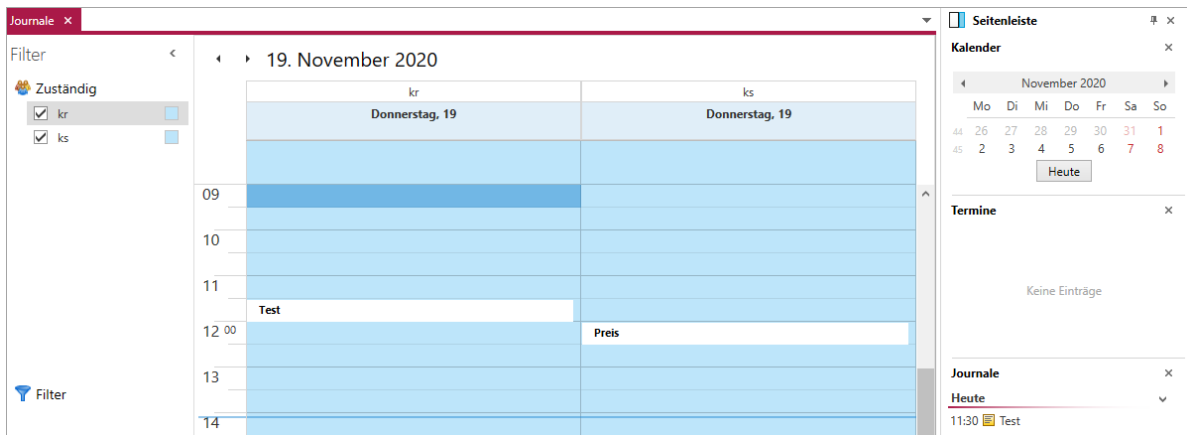 Journale
Filter
Zuständig
kr
ks
Filter
19. November 2020
kr ks
Donnerstag, 19 Donnerstag, 19
09
10
11
Test
12 00
Preis
13
14
Seitenleiste
Kalender
November 2020
Mo Di Mi Do Fr Sa So
44 26 27 28 29 30 31 1
45 2 3 4 5 6 7 8
Heute
Termine
Keine Einträge
Journale
Heute
11:30 Test